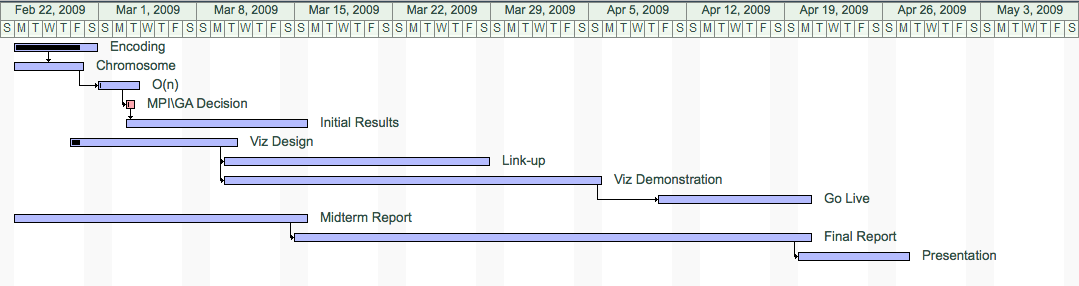 Feb 22, 2009 Mar 1, 2009 Mar 8, 2009 Mar 15, 2009 Mar 22, 2009 Mar 29, 2009 Apr 5, 2009 Apr 12, 2009 Apr 19, 2009 Apr 26, 2009 May 3, 2009
S M T W T F S S M T W T F S S M T W T F S S M T W T F S S M T W T F S S M T W T F S S M T W T F S S M T W T F S S M T W T F S S M T W T F S S M T W T F S
Encoding
Chromosome
O(n)
MPI\GA Decision
Initial Results
Viz Design
Link-up
Viz Demonstration
Go Live
Midterm Report
Final Report
Presentation